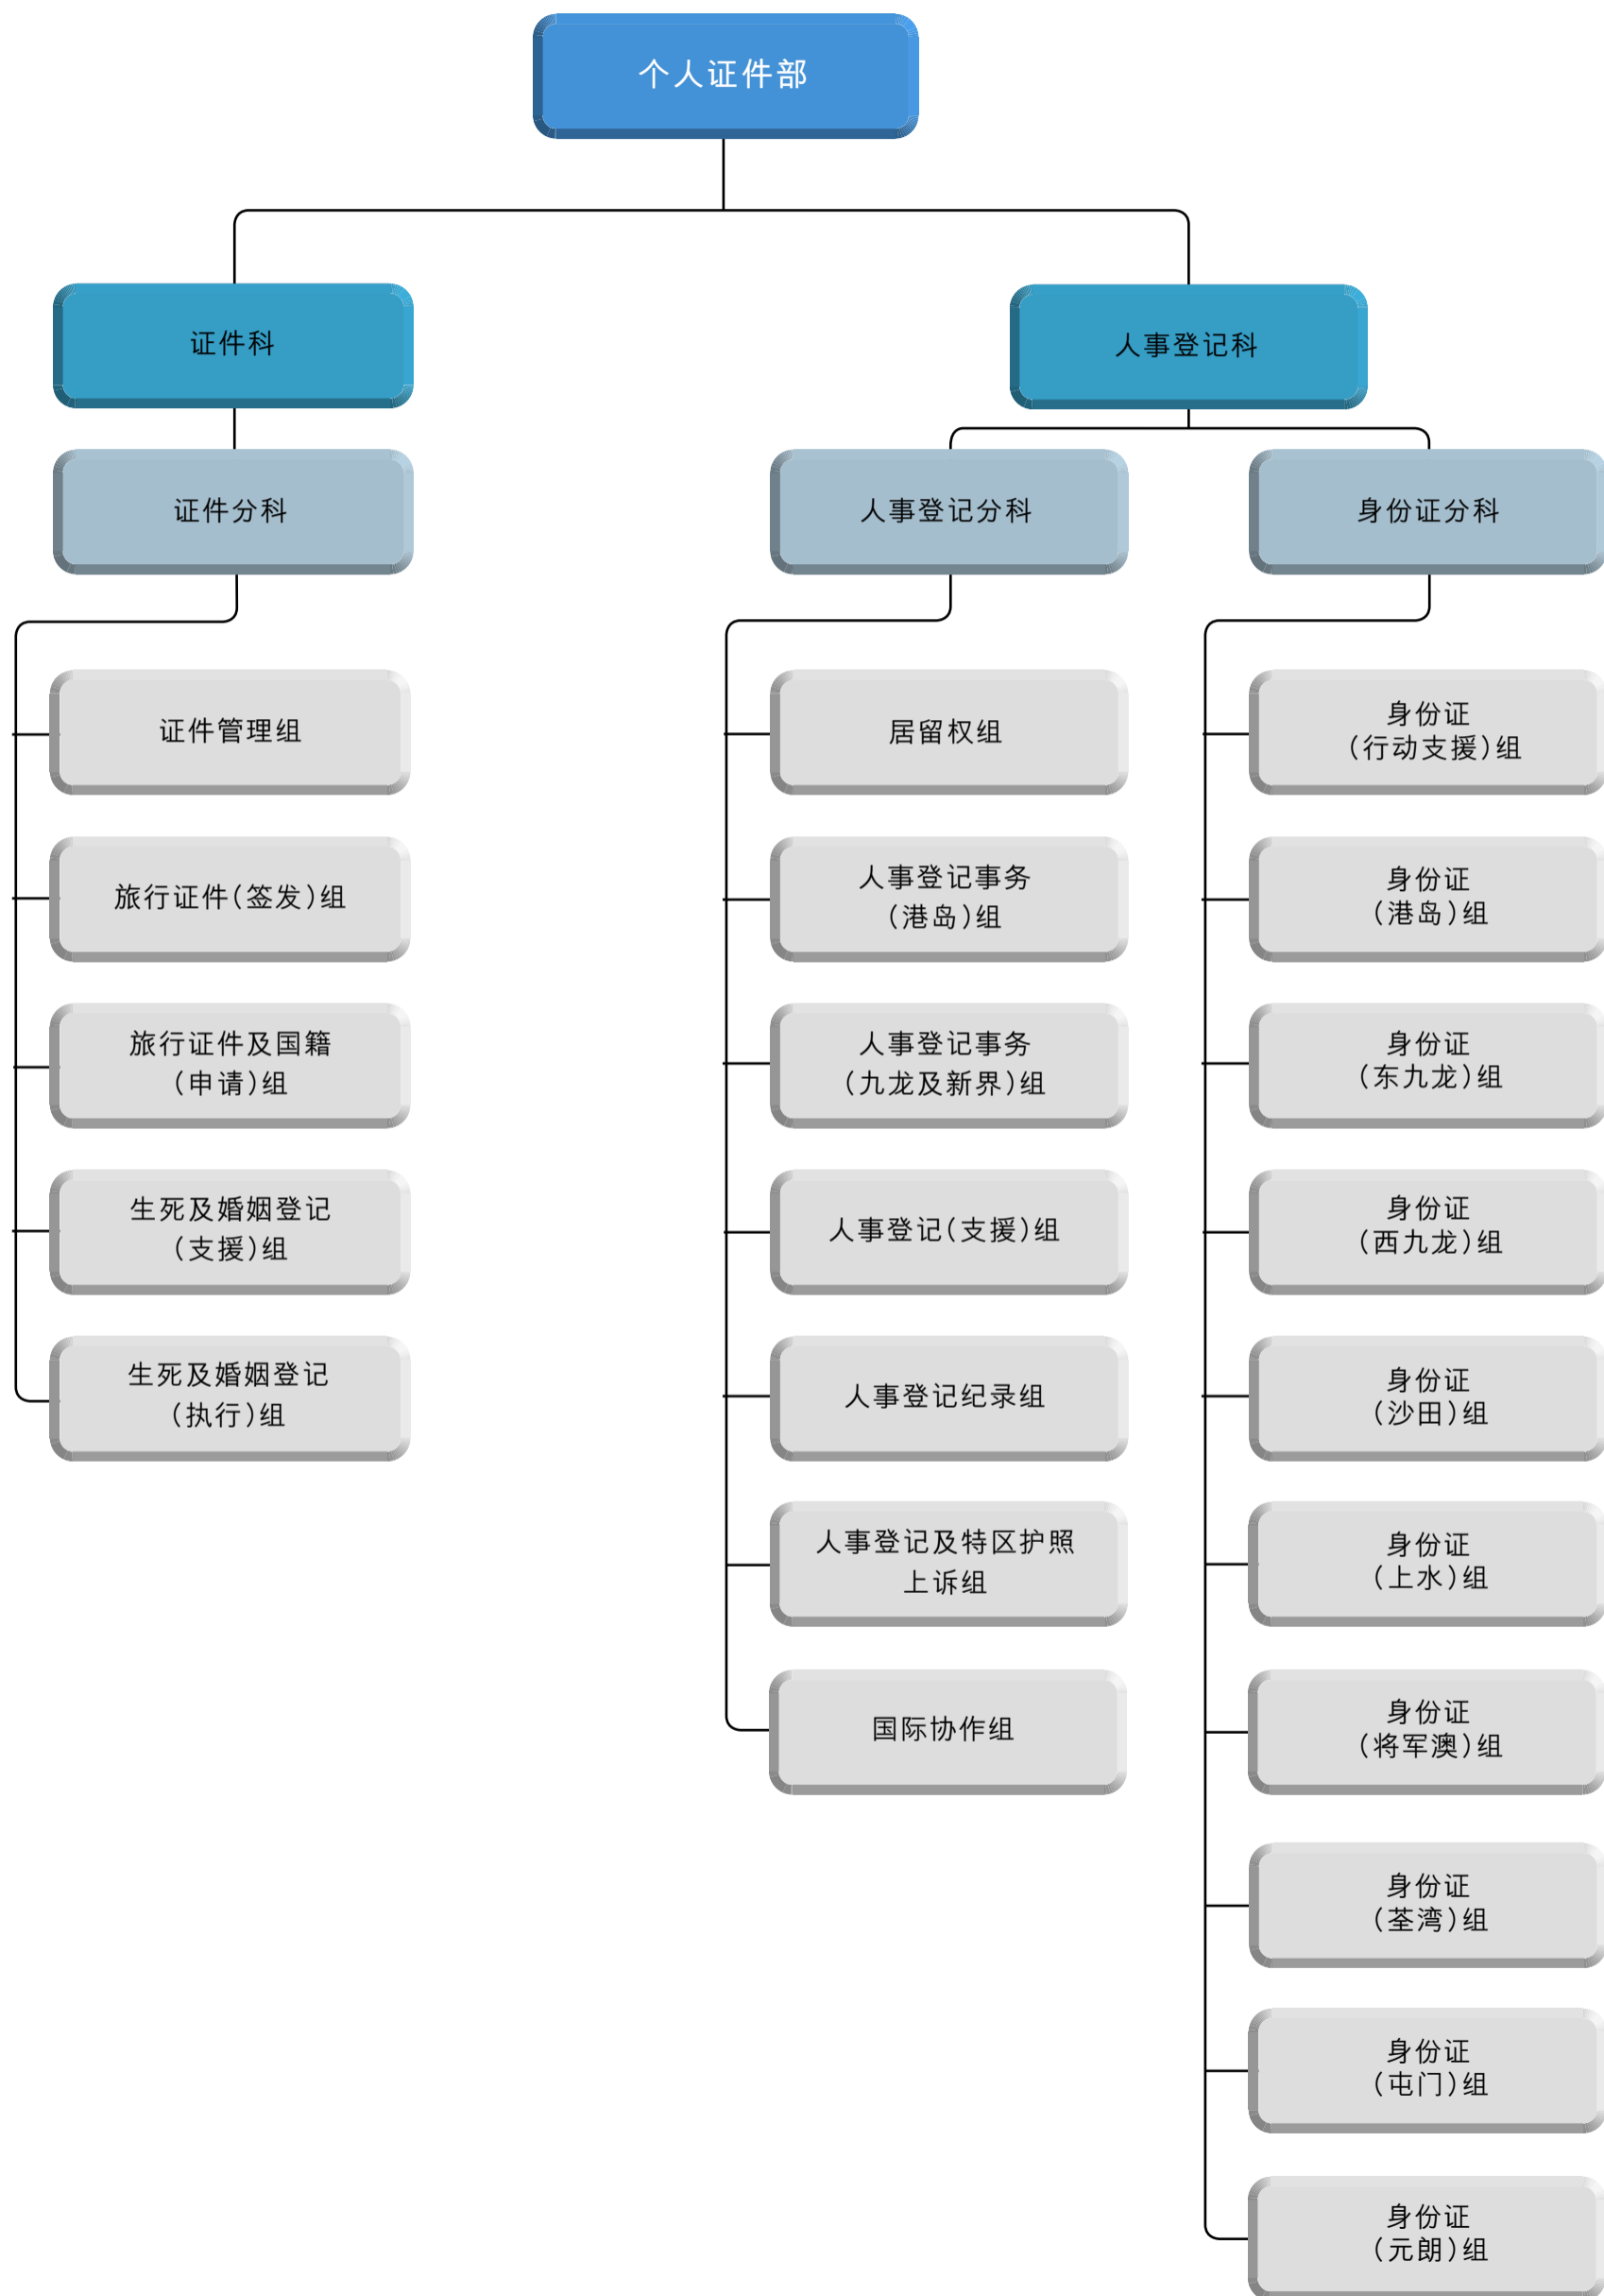 个人证件部
证件科
人事登记科
证件分科
人事登记分科
身份证分科
证件管理组
旅行证件(签发)组
旅行证件及国籍
(申请)组
生死及婚姻登记
(支援)组
生死及婚姻登记
(执行)组
居留权组
人事登记事务
(港岛)组
人事登记事务
(九龙及新界)组
人事登记(支援)组
人事登记纪录组
人事登记及特区护照
上诉组
国际协作组
身份证
(行动支援)组
身份证
(港岛)组
身份证
(东九龙)组
身份证
(西九龙)组
身份证
(沙田)组
身份证
(上水)组
身份证
(将军澳)组
身份证
(荃湾)组
身份证
(屯门)组
身份证
(元朗)组